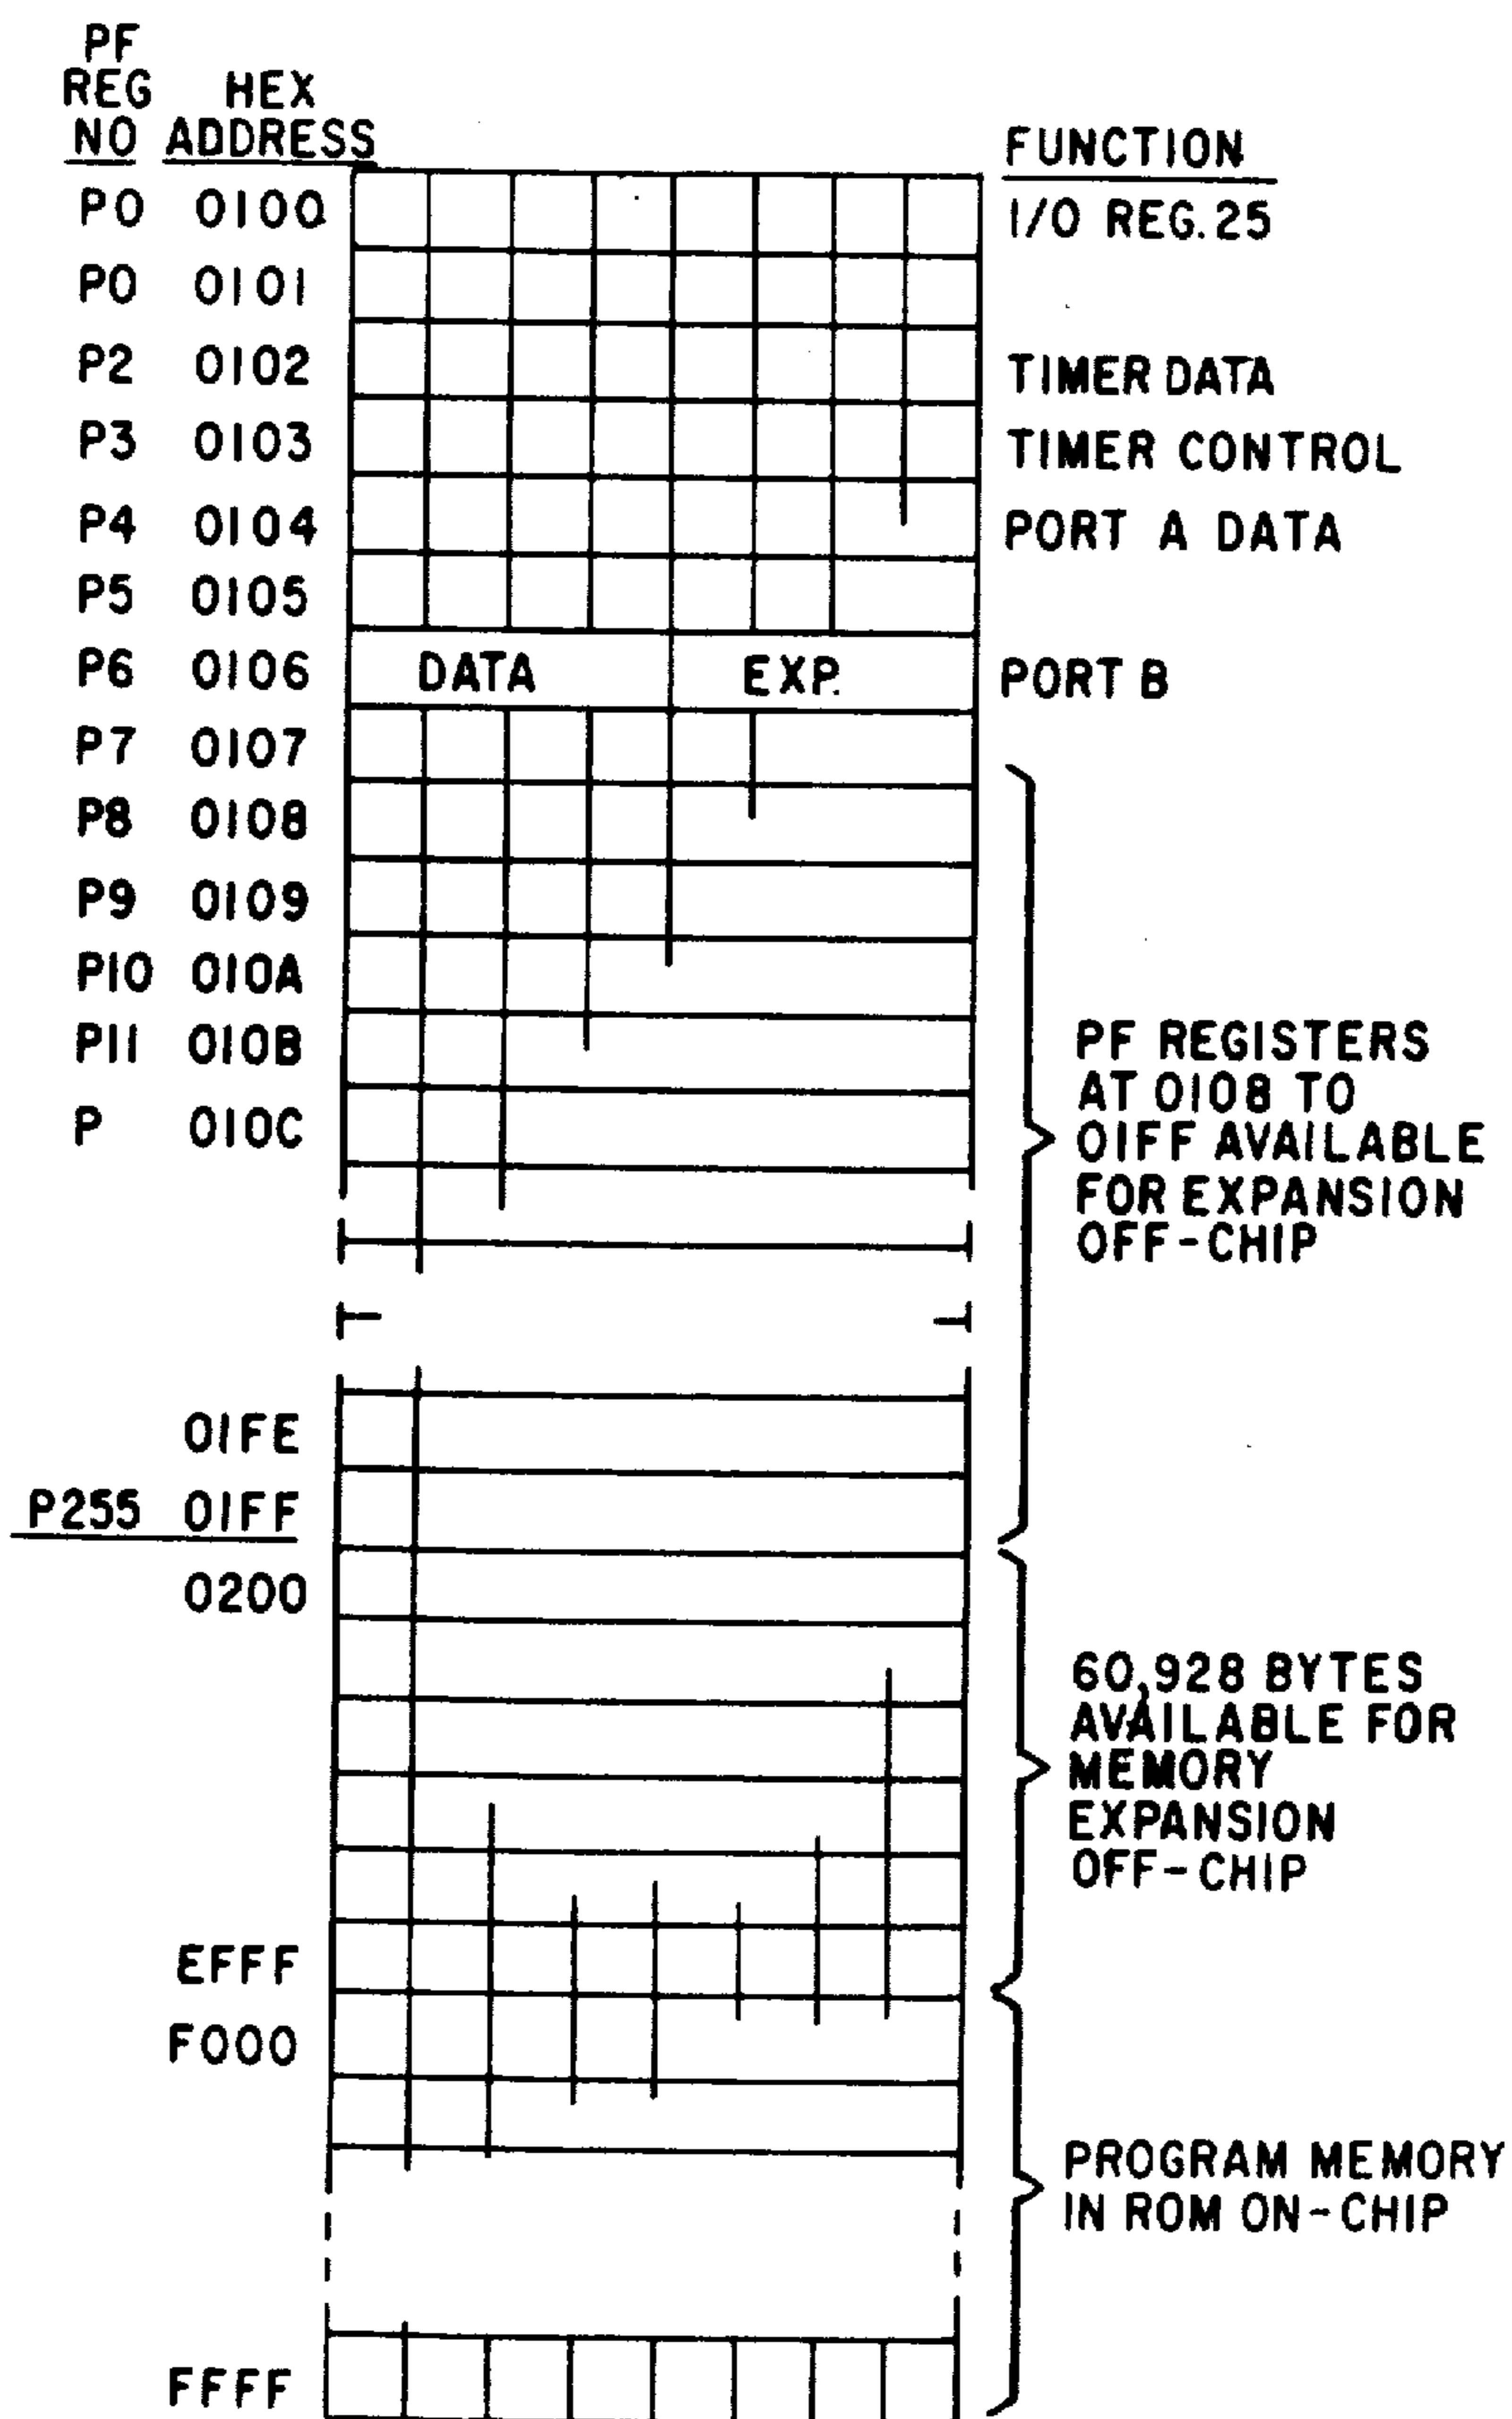 PF
REG HEX
NO ADDRESS FUNCTION
P0 0100 I/O REG.25
P0 0101
P2 0102 TIMER DATA
P3 0103 TIMER CONTROL
P4 0104 PORT A DATA
P5 0105
P6 0106 DATA EXP. PORT B
P7 0107
P8 0108
P9 0109
P10 010A
P11 010B
P 010C
PF REGISTERS
AT 0108 TO
01FF AVAILABLE
FOR EXPANSION
OFF-CHIP
01FE
P255 01FF
0200
60,928 BYTES
AVAILABLE FOR
MEMORY
EXPANSION
OFF-CHIP
EFFF
F000
PROGRAM MEMORY
IN ROM ON-CHIP
FFFF